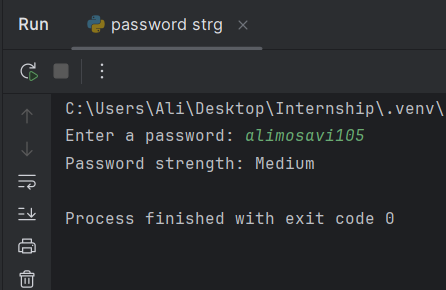 Run
password strg
C:\Users\Ali\Desktop\Internship\.venv\
Enter a password: alimosavi105
Password strength: Medium
Process finished with exit code 0